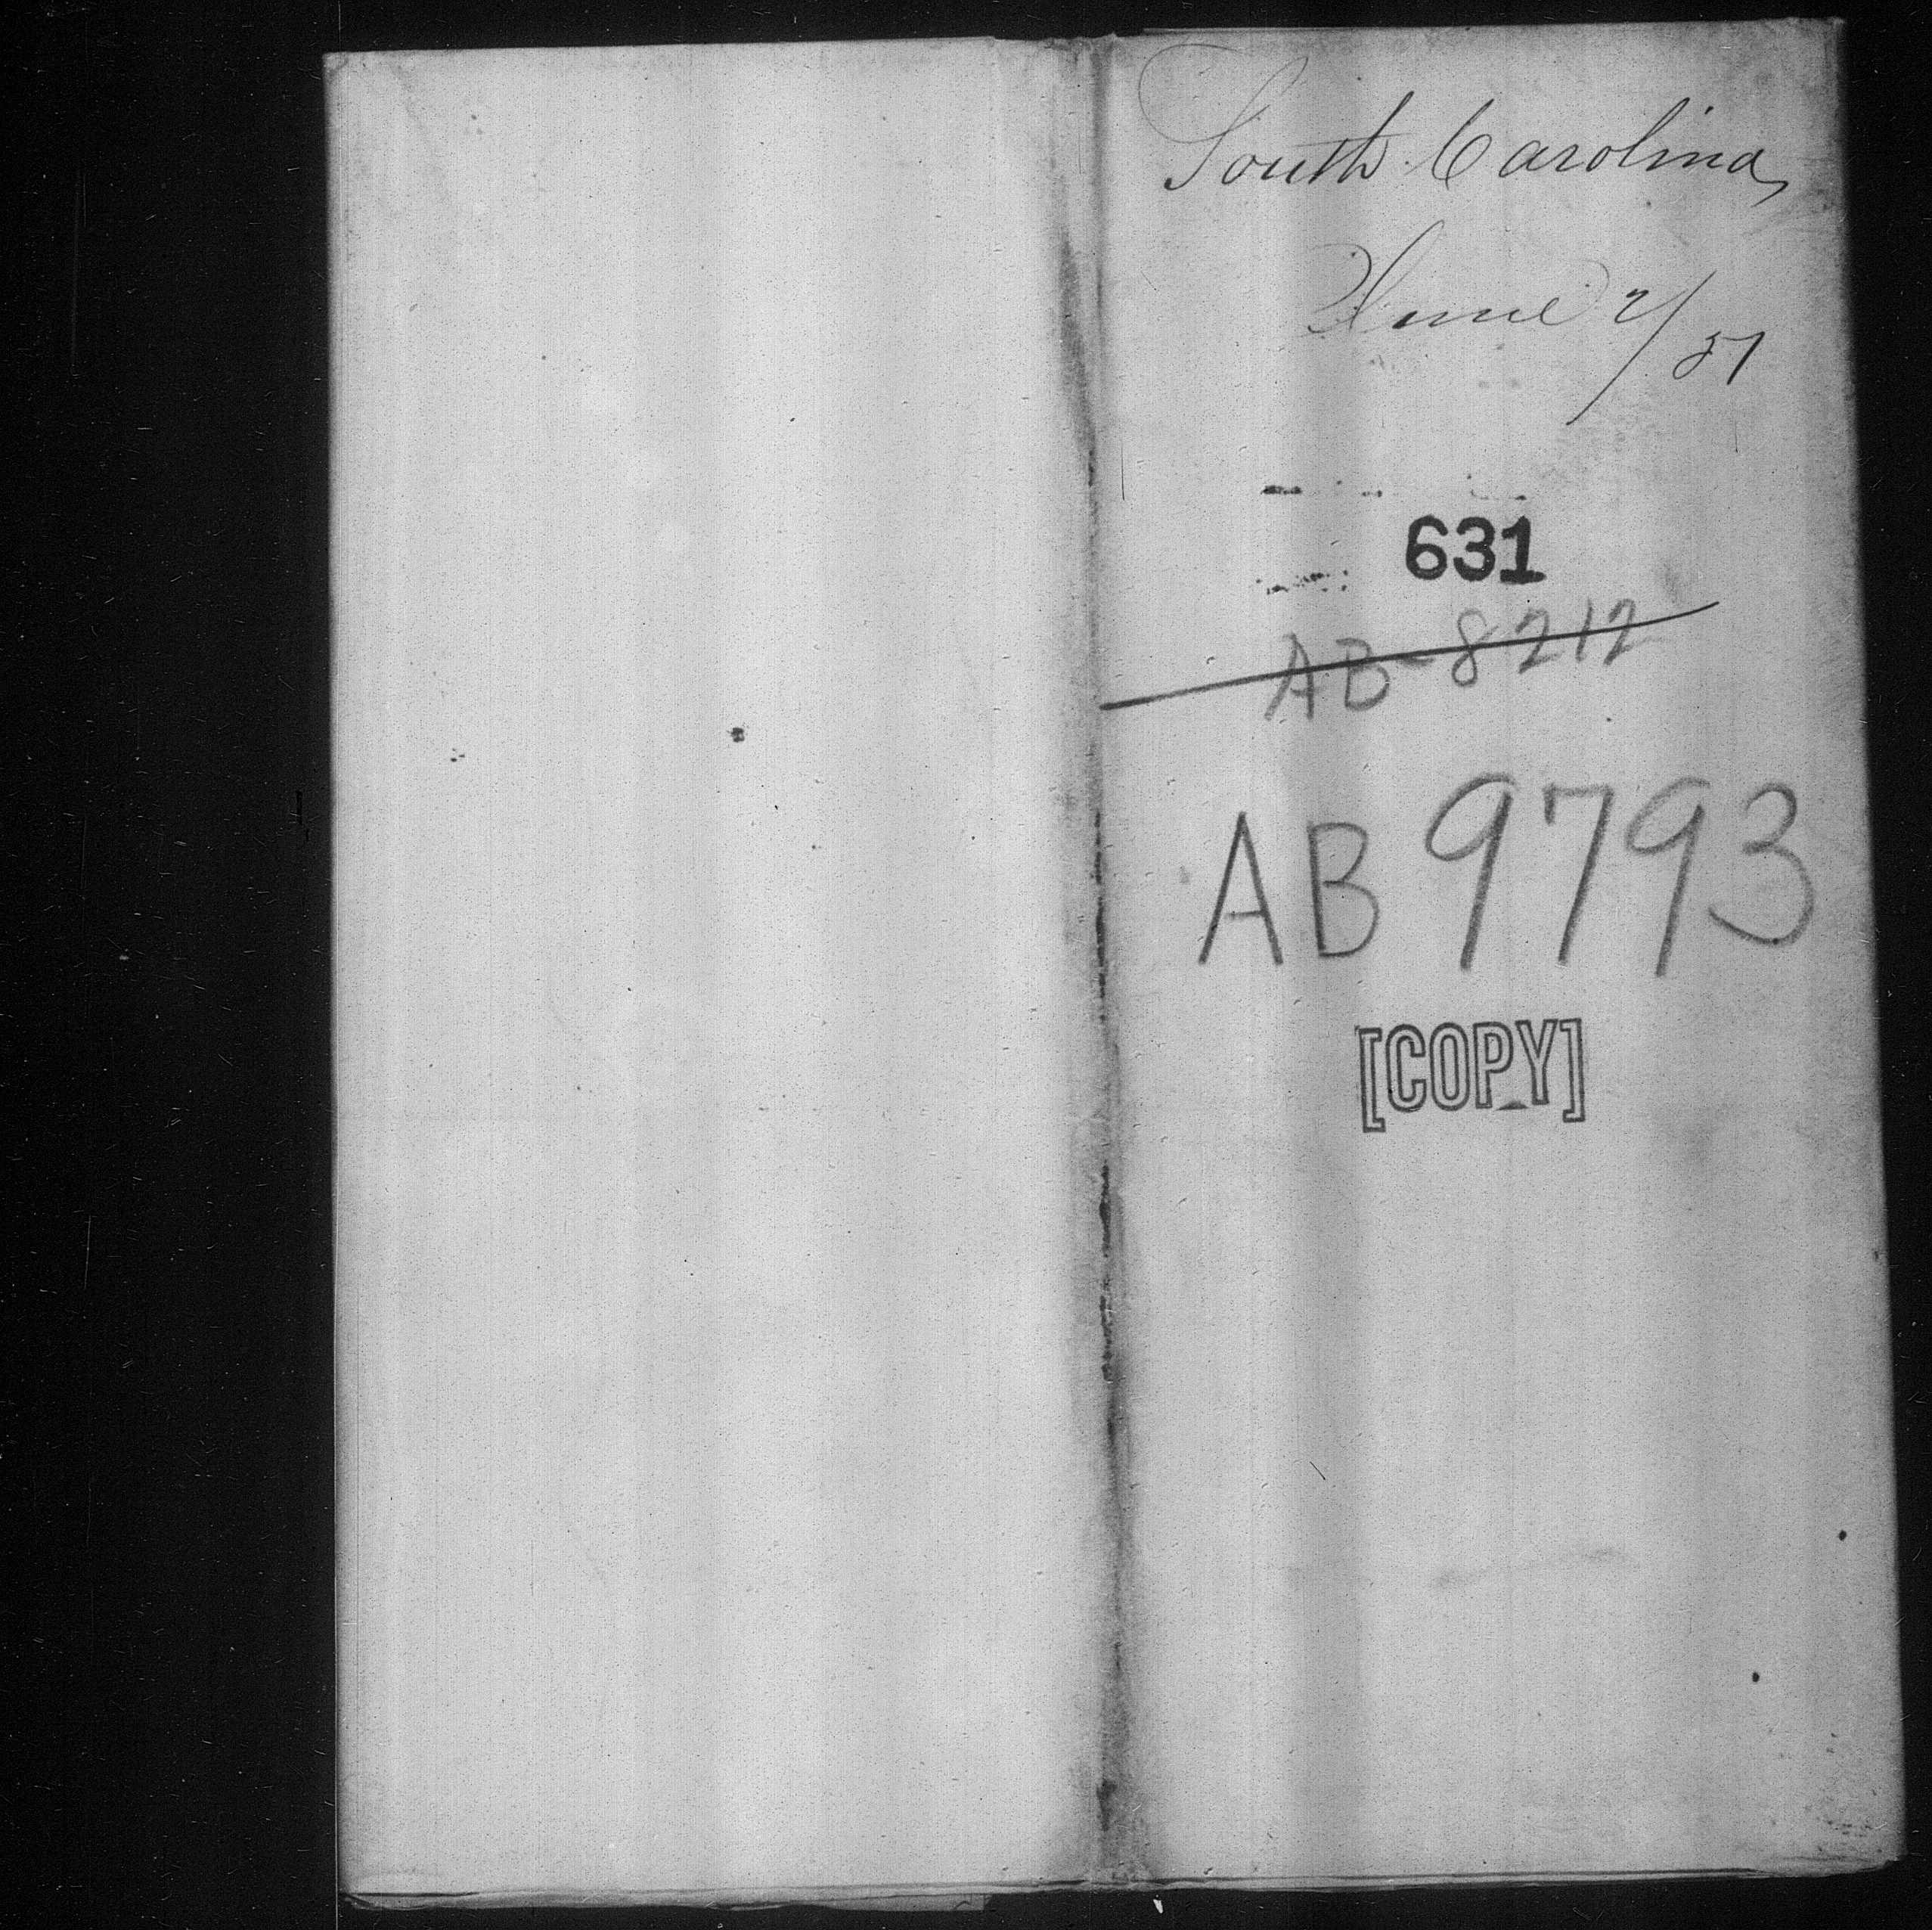 South Carolina,
June 2/51
631
AB-8212
AB 9793
[COPY]